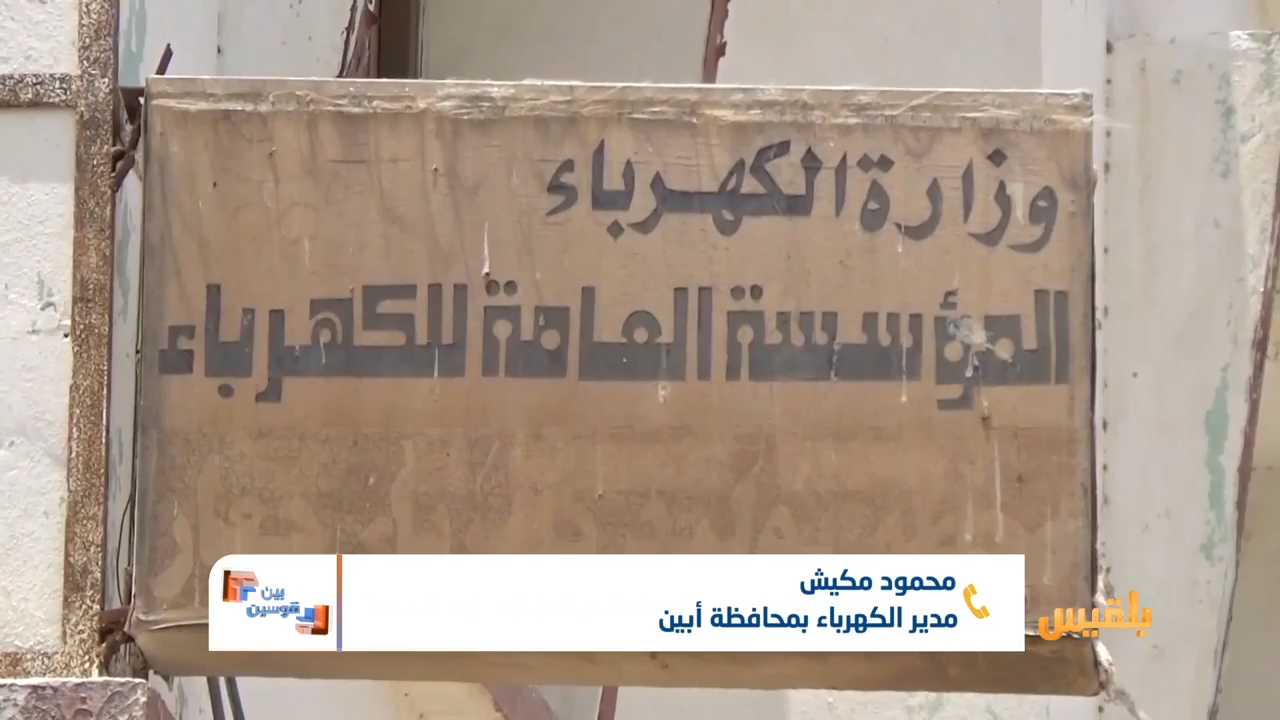 وزارة الكهرباء
المؤسسة العامة للكهرباء
محمود مكيش
مدير الكهرباء بمحافظة أبين
بين
قوسين
بلقيس